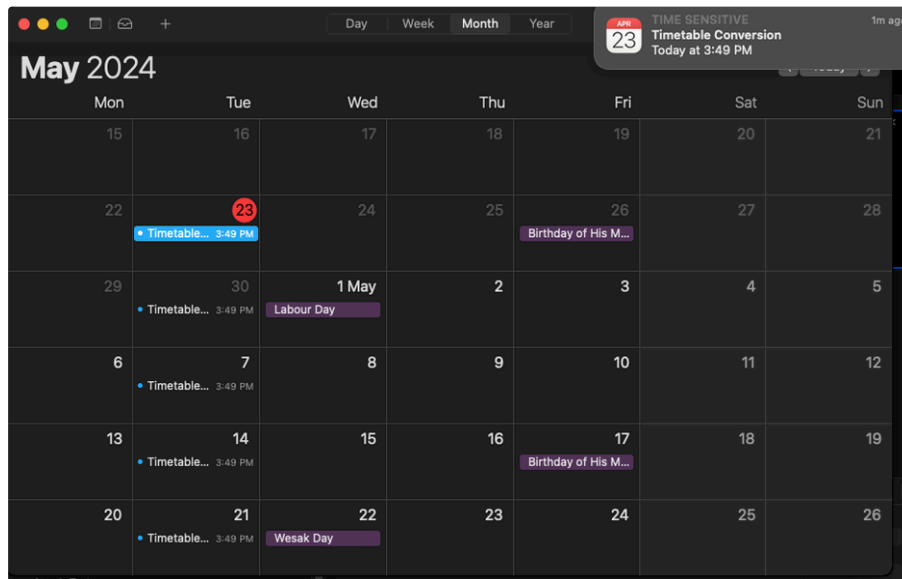 Day Week Month Year
APR
23
TIME SENSITIVE
1m ago
Timetable Conversion
Today at 3:49 PM
May 2024
Mon Tue Wed Thu Fri Sat Sun
15 16 17 18 19 20 21
22 23 24 25 26 27 28
Timetable... 3:49 PM Birthday of His M...
29 30 1 May 2 3 4 5
Timetable... 3:49 PM Labour Day
6 7 8 9 10 11 12
Timetable... 3:49 PM
13 14 15 16 17 18 19
Timetable... 3:49 PM Birthday of His M...
20 21 22 23 24 25 26
Timetable... 3:49 PM Wesak Day